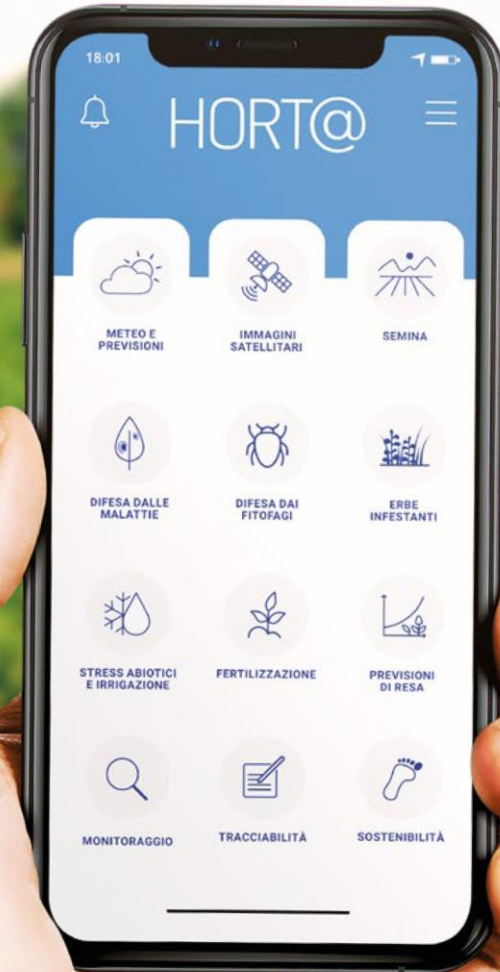 18:01
HORT@
METEO E
PREVISIONI
IMMAGINI
SATELLITARI
SEMINA
DIFESA DALLE
MALATTIE
DIFESA DAI
FITOFAGI
ERBE
INFESTANTI
STRESS ABIOTICI
E IRRIGAZIONE
FERTILIZZAZIONE
PREVISIONI
DI RESA
MONITORAGGIO
TRACCIABILITÀ
SOSTENIBILITÀ